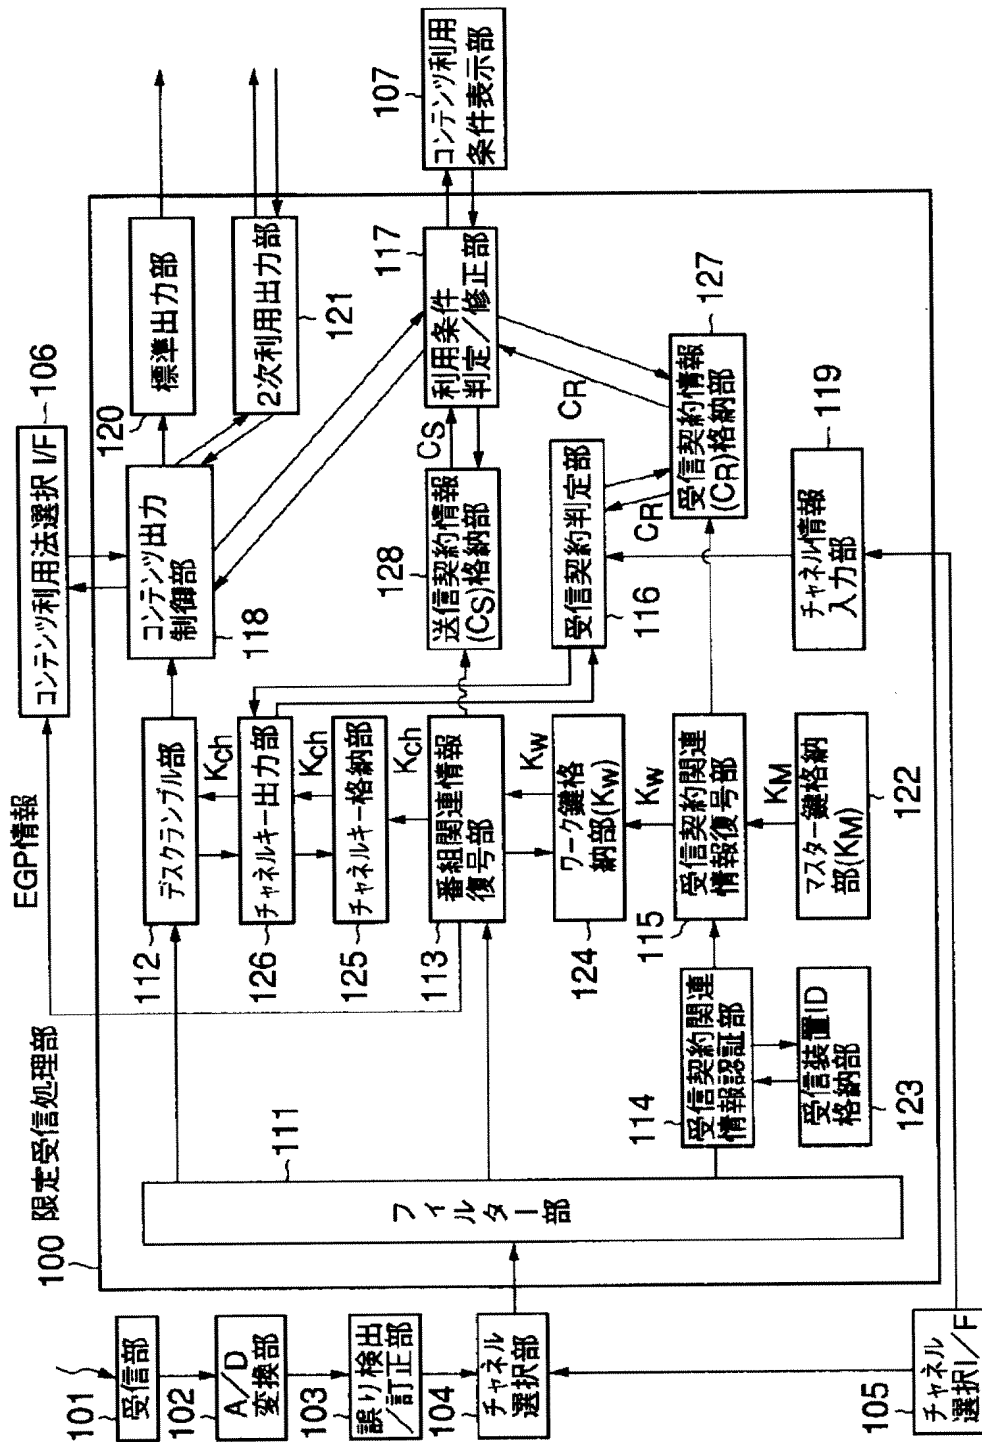 100 限定受信処理部
EGP情報
コンテンツ利用法選択 I/F
106
101
受信部
102
A/D
変換部
103
誤り検出
/訂正部
104
チャネル
選択部
105
チャネル
選択I/F
111
フィルター部
112
デスクランブル部
Kch
126
チャネルキー出力部
Kch
125
チャネルキー格納部
Kch
113
番組関連情報
復号部
Kw
124
ワーク鍵格
納部(Kw)
Kw
115
受信契約関連
情報復号部
KM
122
マスター鍵格納
部(KM)
114
受信契約関連
情報認証部
123
受信装置ID
格納部
118
コンテンツ出力
制御部
120
標準出力部
121
2次利用出力部
128
送信契約情報
(CS)格納部
CS
117
利用条件
判定/修正部
107
コンテンツ利用
条件表示部
116
受信契約判定部
CR
CR
127
受信契約情報
(CR)格納部
119
チャネル情報
入力部